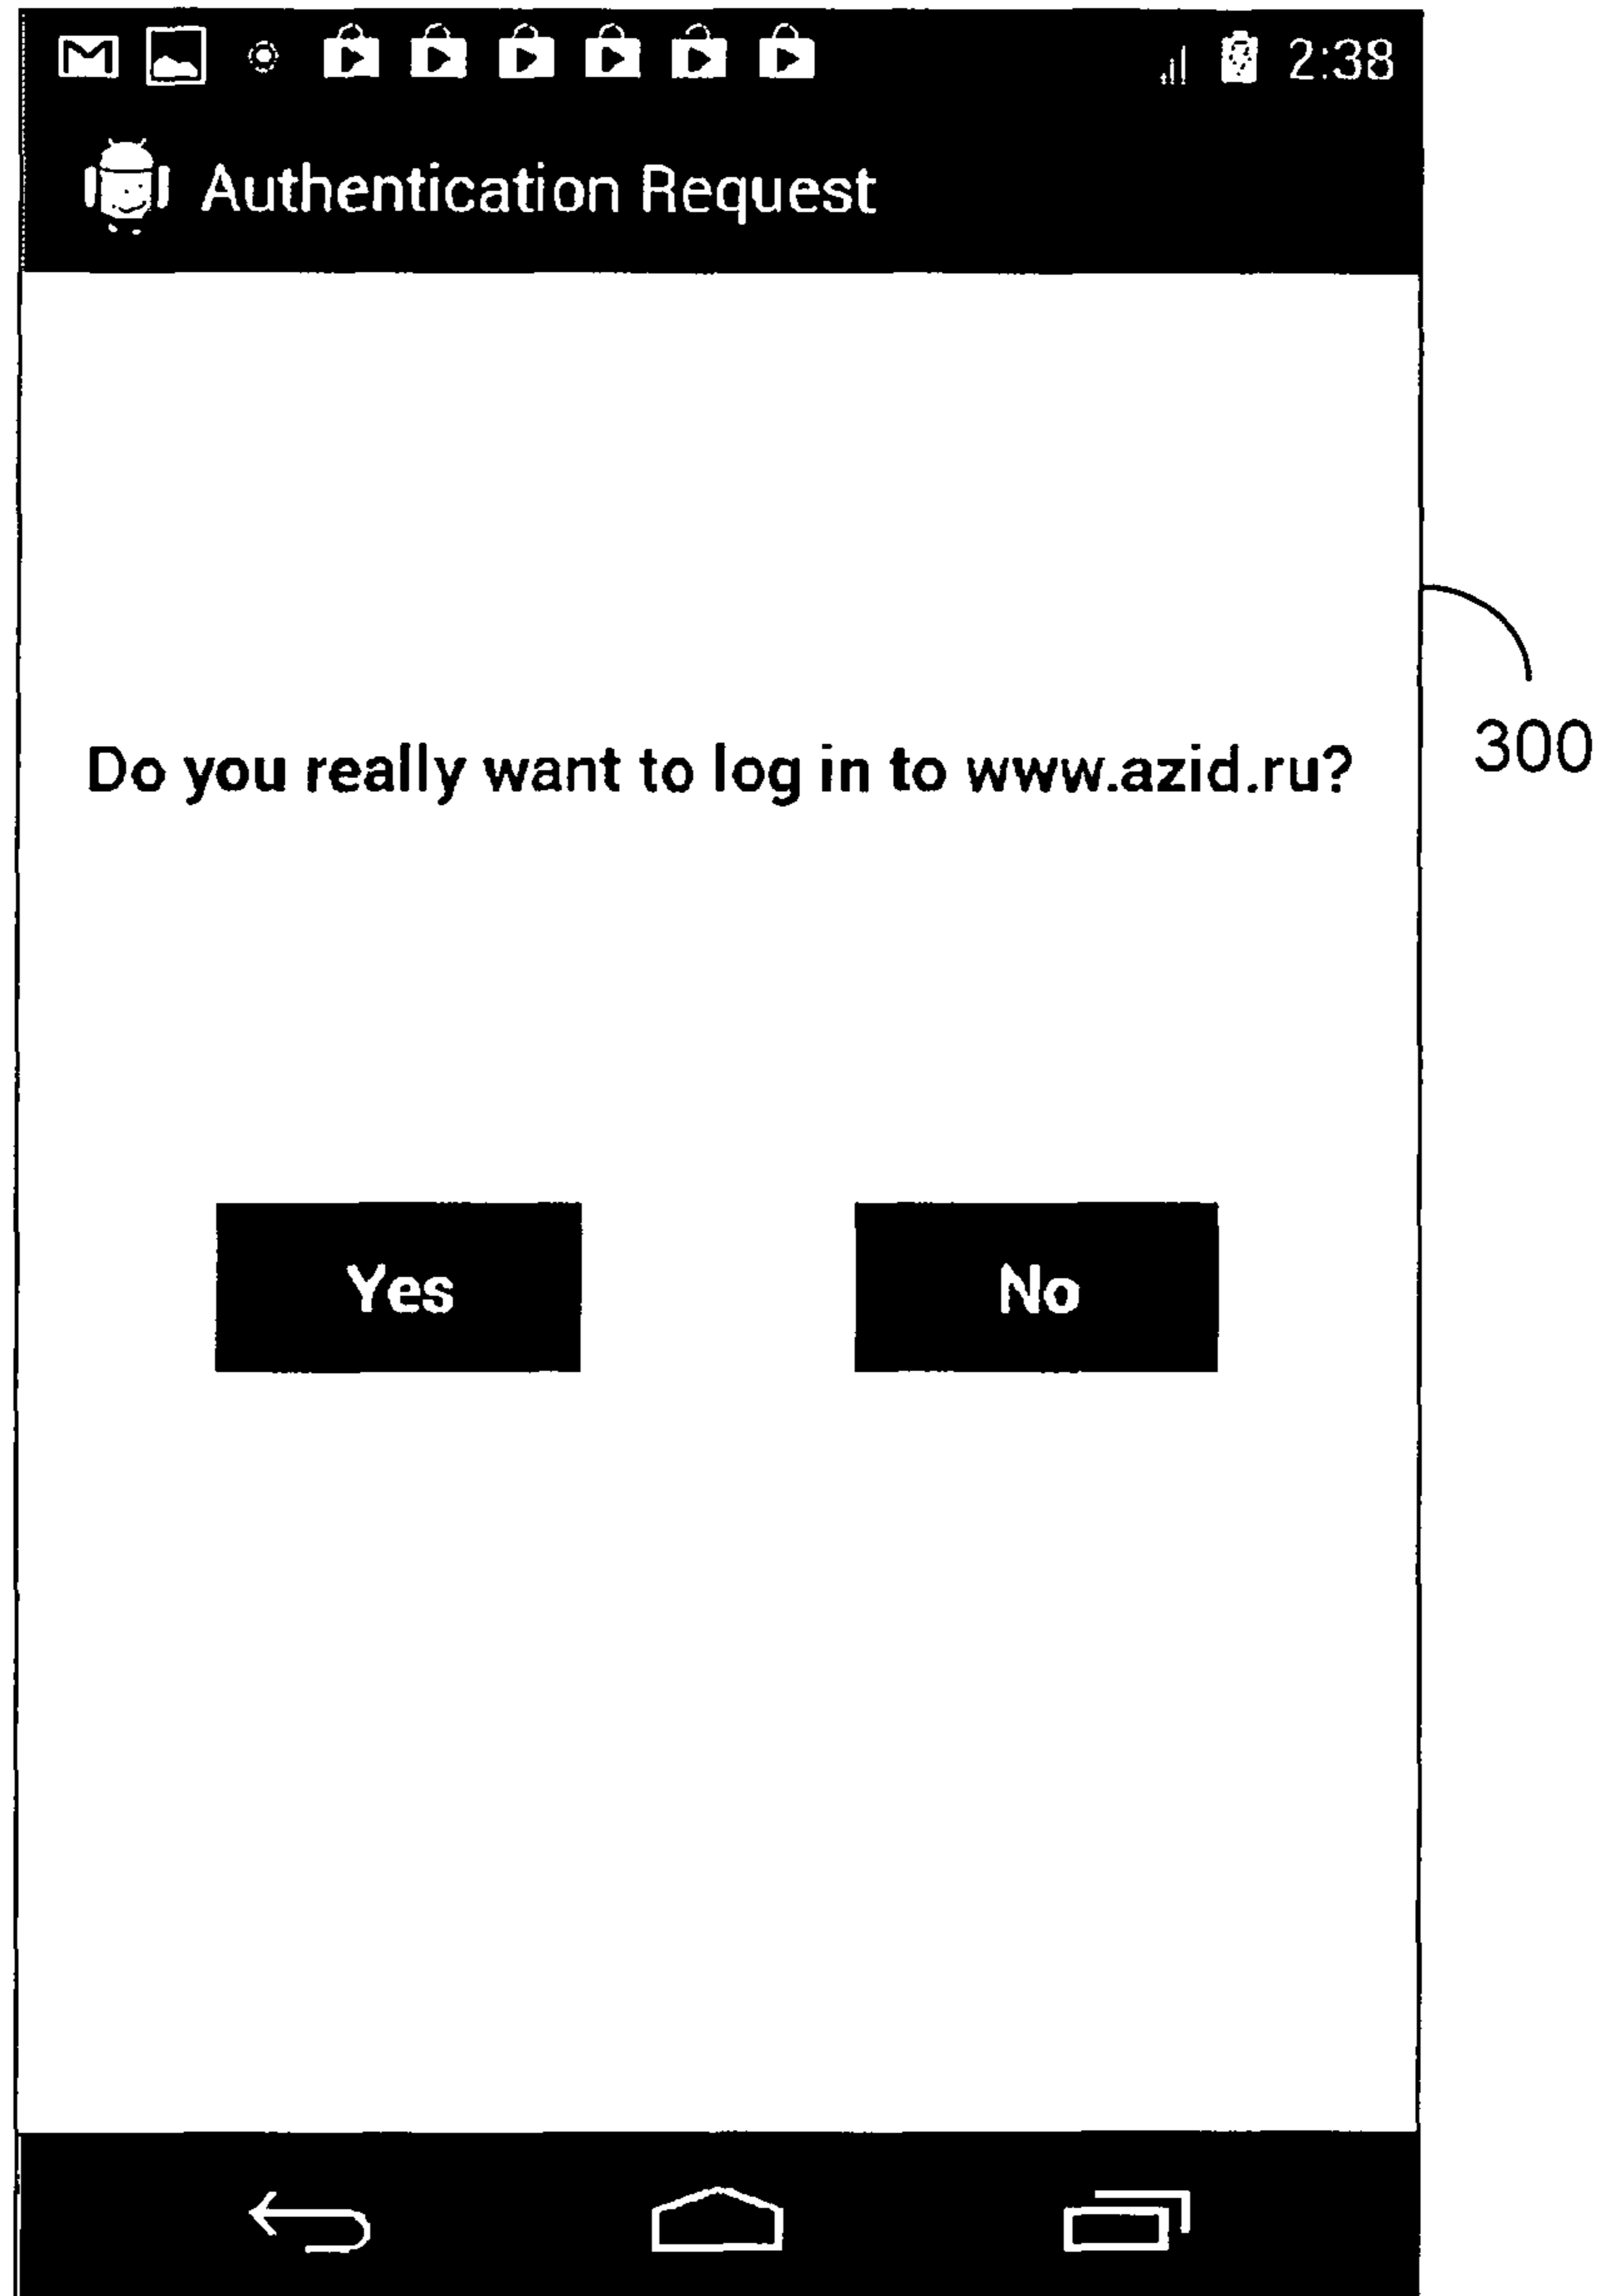 2:38
Authentication Request
Do you really want to log in to www.azid.ru?
300
Yes No